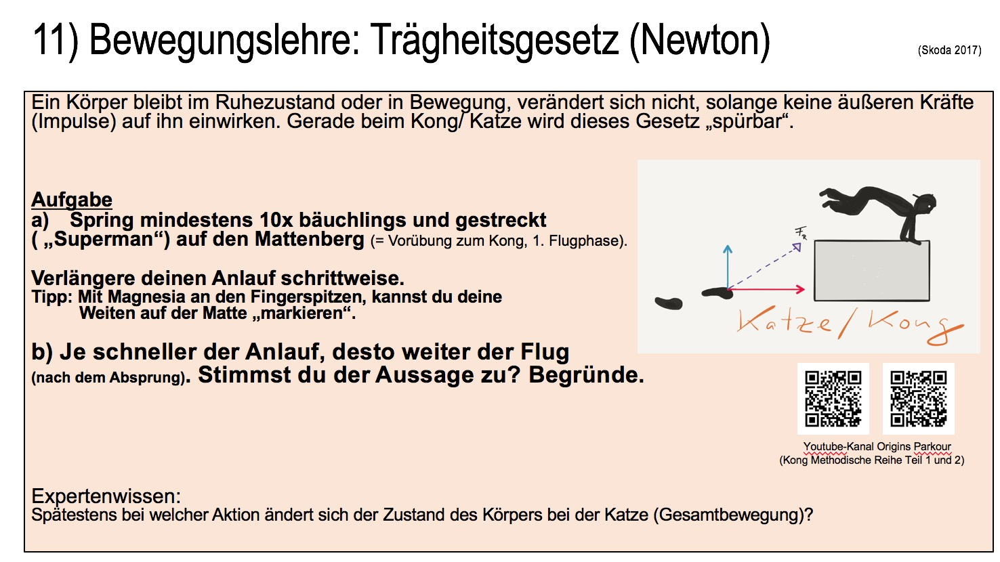 11) Bewegungslehre: Trägheitsgesetz (Newton)
(Skoda 2017)
Ein Körper bleibt im Ruhezustand oder in Bewegung, verändert sich nicht, solange keine äußeren Kräfte
(Impulse) auf ihn einwirken. Gerade beim Kong/ Katze wird dieses Gesetz „spürbar“.
Aufgabe
a) Spring mindestens 10x bäuchlings und gestreckt
( „Superman“) auf den Mattenberg (= Vorübung zum Kong, 1. Flugphase).
Verlängere deinen Anlauf schrittweise.
Tipp: Mit Magnesia an den Fingerspitzen, kannst du deine
Weiten auf der Matte „markieren“.
b) Je schneller der Anlauf, desto weiter der Flug
(nach dem Absprung). Stimmst du der Aussage zu? Begründe.
FR
Katze/Kong
Youtube-Kanal Origins Parkour
(Kong Methodische Reihe Teil 1 und 2)
Expertenwissen:
Spätestens bei welcher Aktion ändert sich der Zustand des Körpers bei der Katze (Gesamtbewegung)?